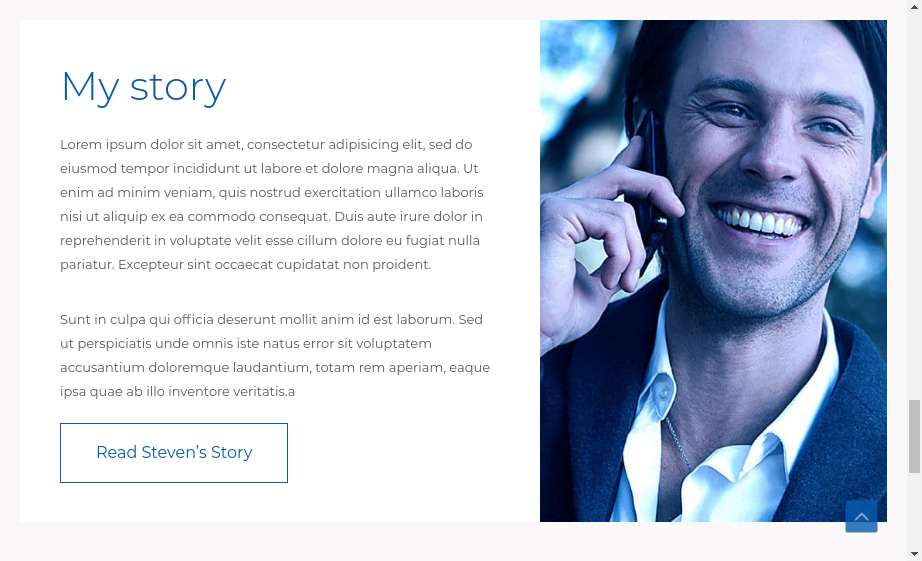 My story
Lorem ipsum dolor sit amet, consectetur adipisicing elit, sed do
eiusmod tempor incididunt ut labore et dolore magna aliqua. Ut
enim ad minim veniam, quis nostrud exercitation ullamco laboris
nisi ut aliquip ex ea commodo consequat. Duis aute irure dolor in
reprehenderit in voluptate velit esse cillum dolore eu fugiat nulla
pariatur. Excepteur sint occaecat cupidatat non proident.
Sunt in culpa qui officia deserunt mollit anim id est laborum. Sed
ut perspiciatis unde omnis iste natus error sit voluptatem
accusantium doloremque laudantium, totam rem aperiam, eaque
ipsa quae ab illo inventore veritatis.a
Read Steven’s Story